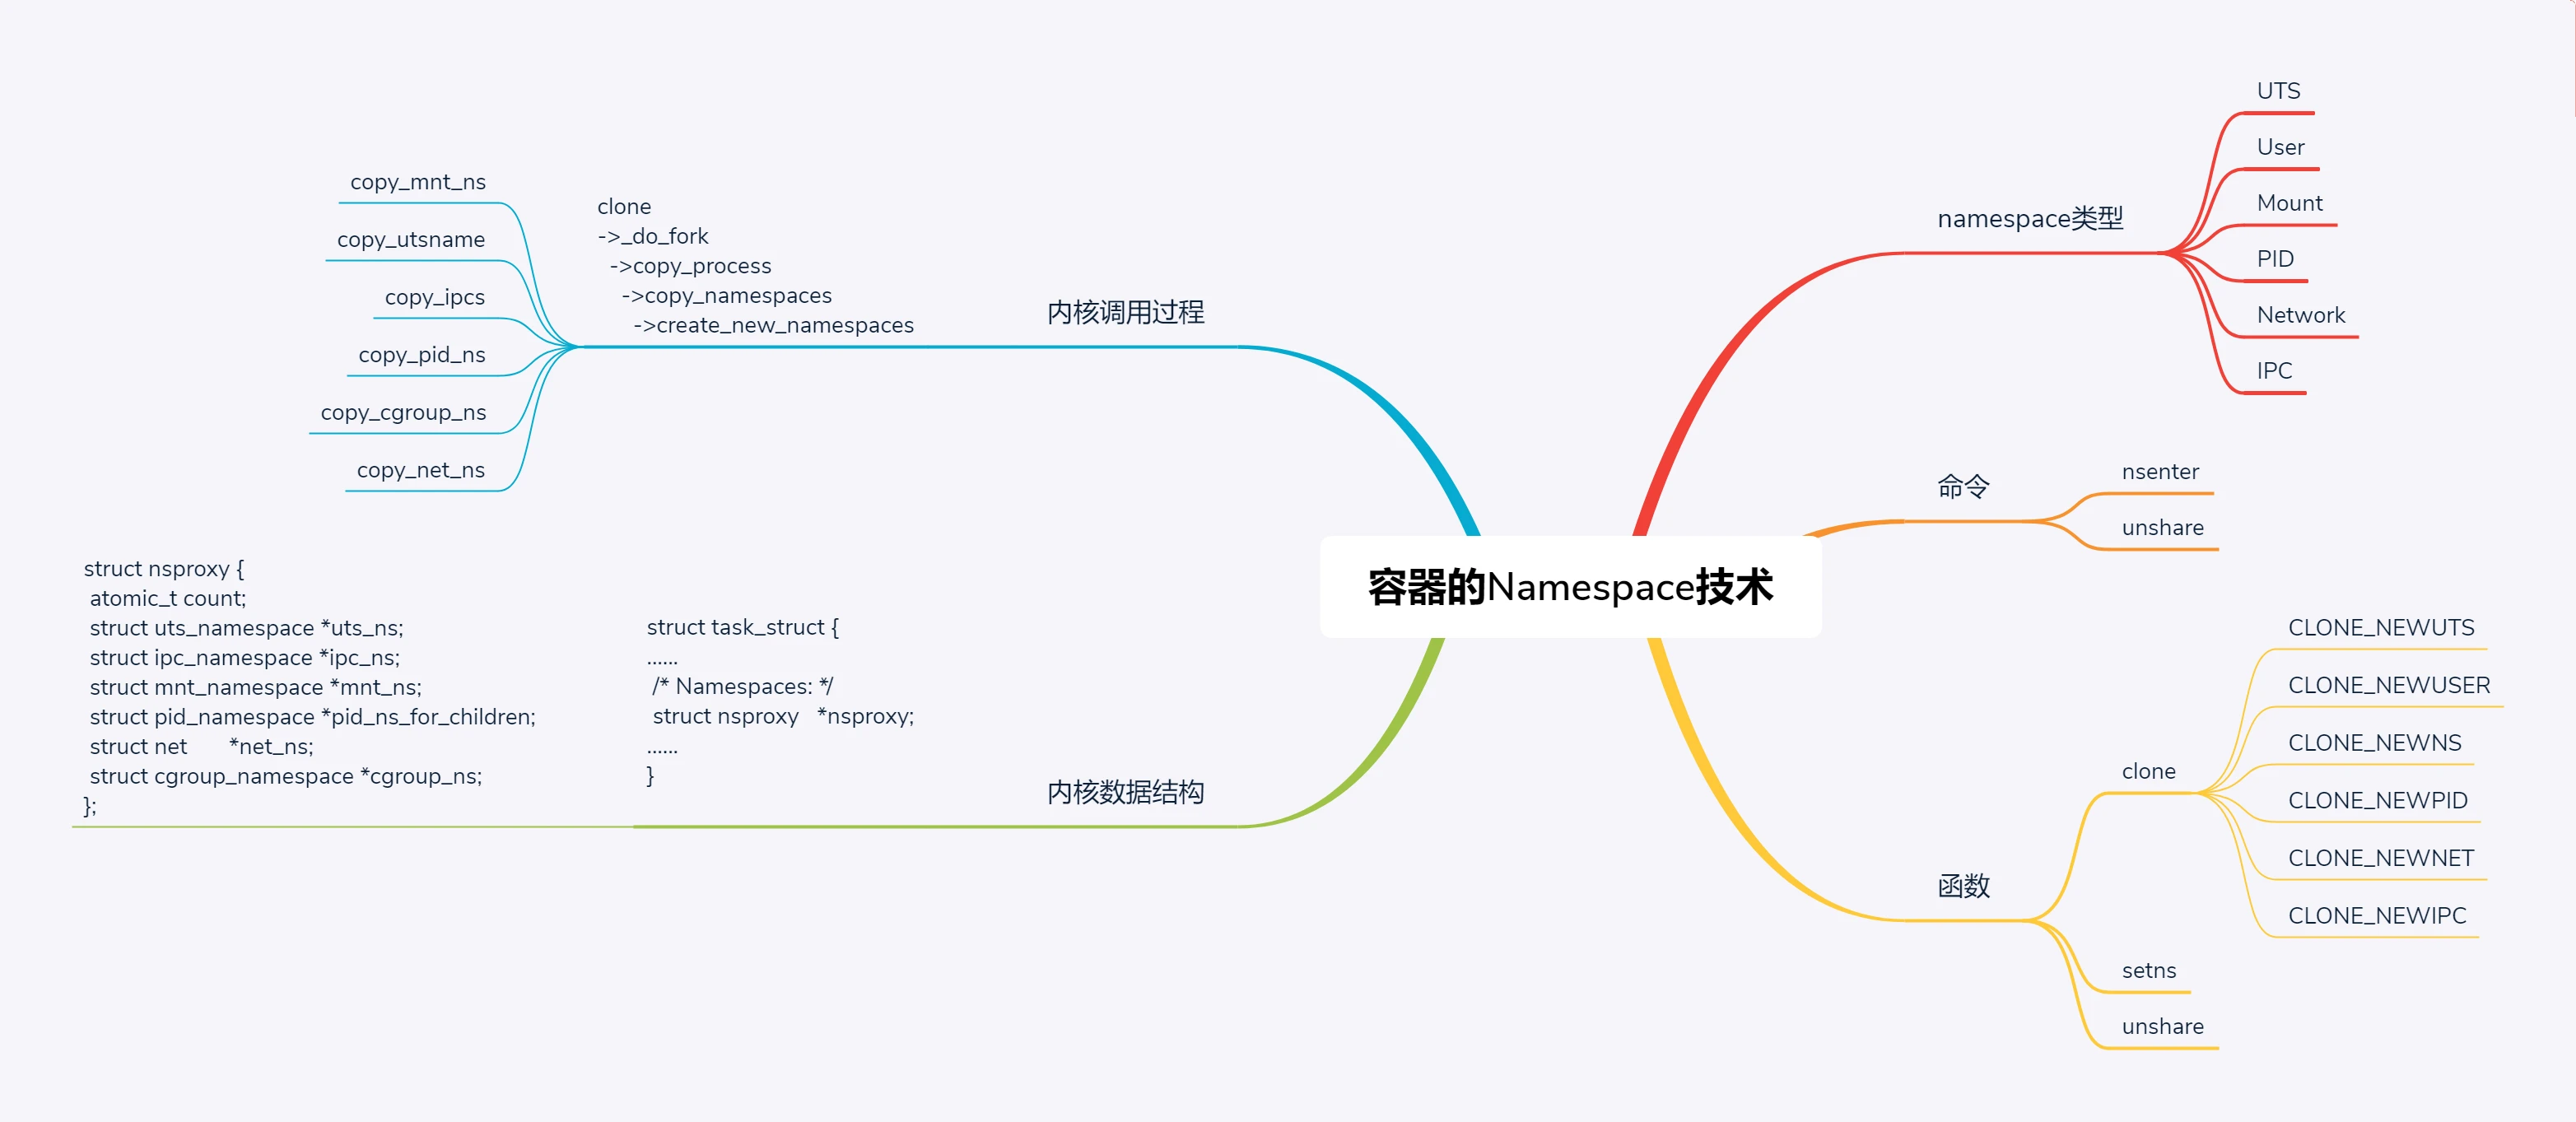 容器的Namespace技术
namespace类型
UTS
User
Mount
PID
Network
IPC
命令
nsenter
unshare
函数
clone
CLONE_NEWUTS
CLONE_NEWUSER
CLONE_NEWNS
CLONE_NEWPID
CLONE_NEWNET
CLONE_NEWIPC
setns
unshare
内核调用过程
clone
->_do_fork
->copy_process
->copy_namespaces
->create_new_namespaces
copy_mnt_ns
copy_utsname
copy_ipcs
copy_pid_ns
copy_cgroup_ns
copy_net_ns
内核数据结构
struct task_struct {
......
/* Namespaces: */
struct nsproxy *nsproxy;
......
}
struct nsproxy {
atomic_t count;
struct uts_namespace *uts_ns;
struct ipc_namespace *ipc_ns;
struct mnt_namespace *mnt_ns;
struct pid_namespace *pid_ns_for_children;
struct net *net_ns;
struct cgroup_namespace *cgroup_ns;
};